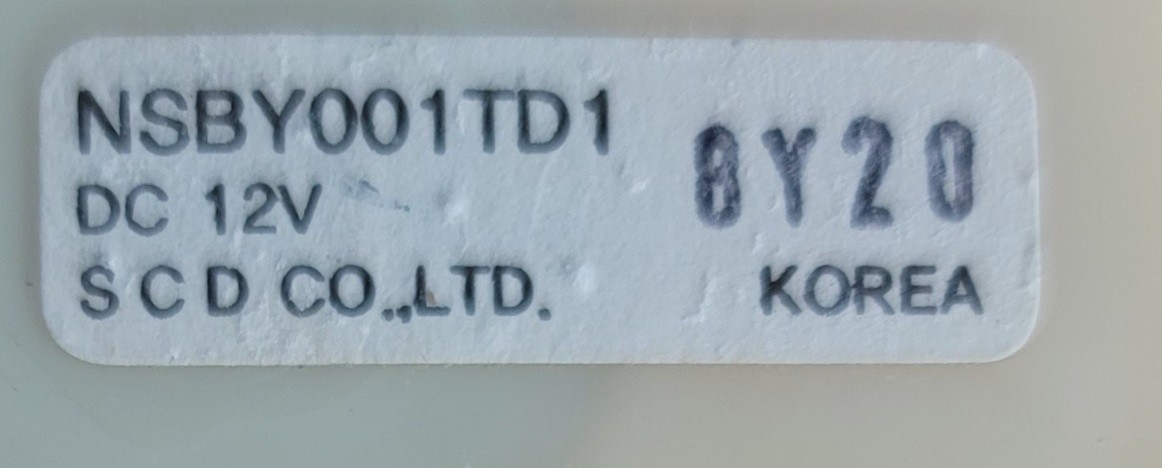 NSBY001TD1
8Y20
DC 12V
S C D CO.,LTD.
KOREA